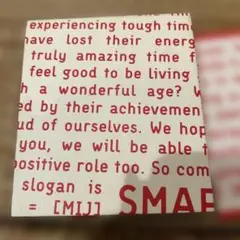 experiencing tough tim
have lost their energ
truly amazing time f
feel good to be living
h a wonderful age? W
ed by their achievemen
ud of ourselves. We hop
you, we will be able t
positive role too. So com
slogan is SMAP
= [MIJ]